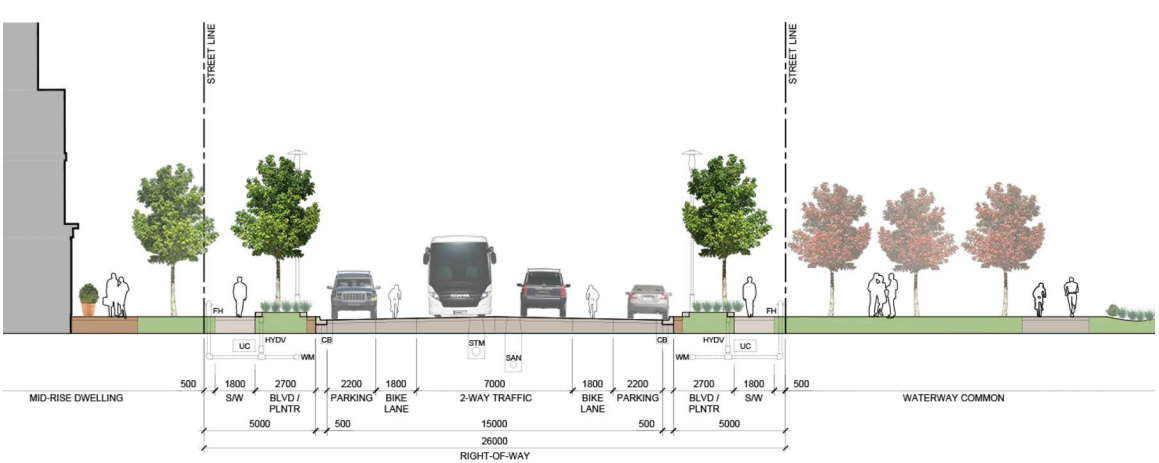 STREET LINE
STREET LINE
SCANIA
FH
FH
UC
HYDV
WM
CB
STM
SAN
CB
WM
HYDV
UC
500
1800
2700
2200
1800
7000
1800
2200
2700
1800
500
MID-RISE DWELLING
S/W
BLVD /
PLNTR
PARKING
BIKE
LANE
2-WAY TRAFFIC
BIKE
LANE
PARKING
BLVD /
PLNTR
S/W
WATERWAY COMMON
5000
500
15000
500
5000
26000
RIGHT-OF-WAY